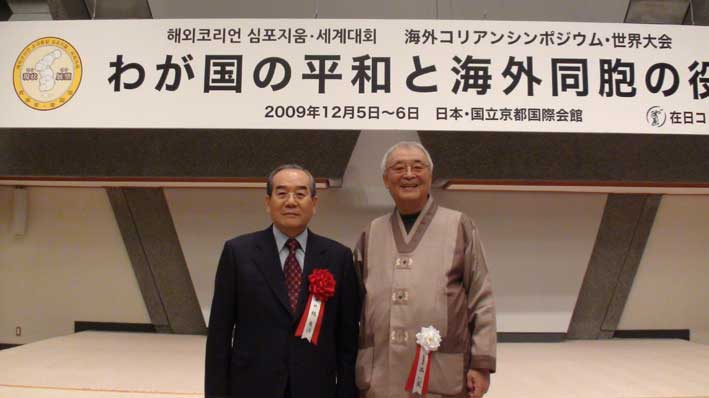 해외코리언 심포지움·세계대회 海外コリアンシンポジウム・世界大会
わが国の平和と海外同胞の役
2009年12月5日〜6日 日本・国立京都国際会館
在日コ